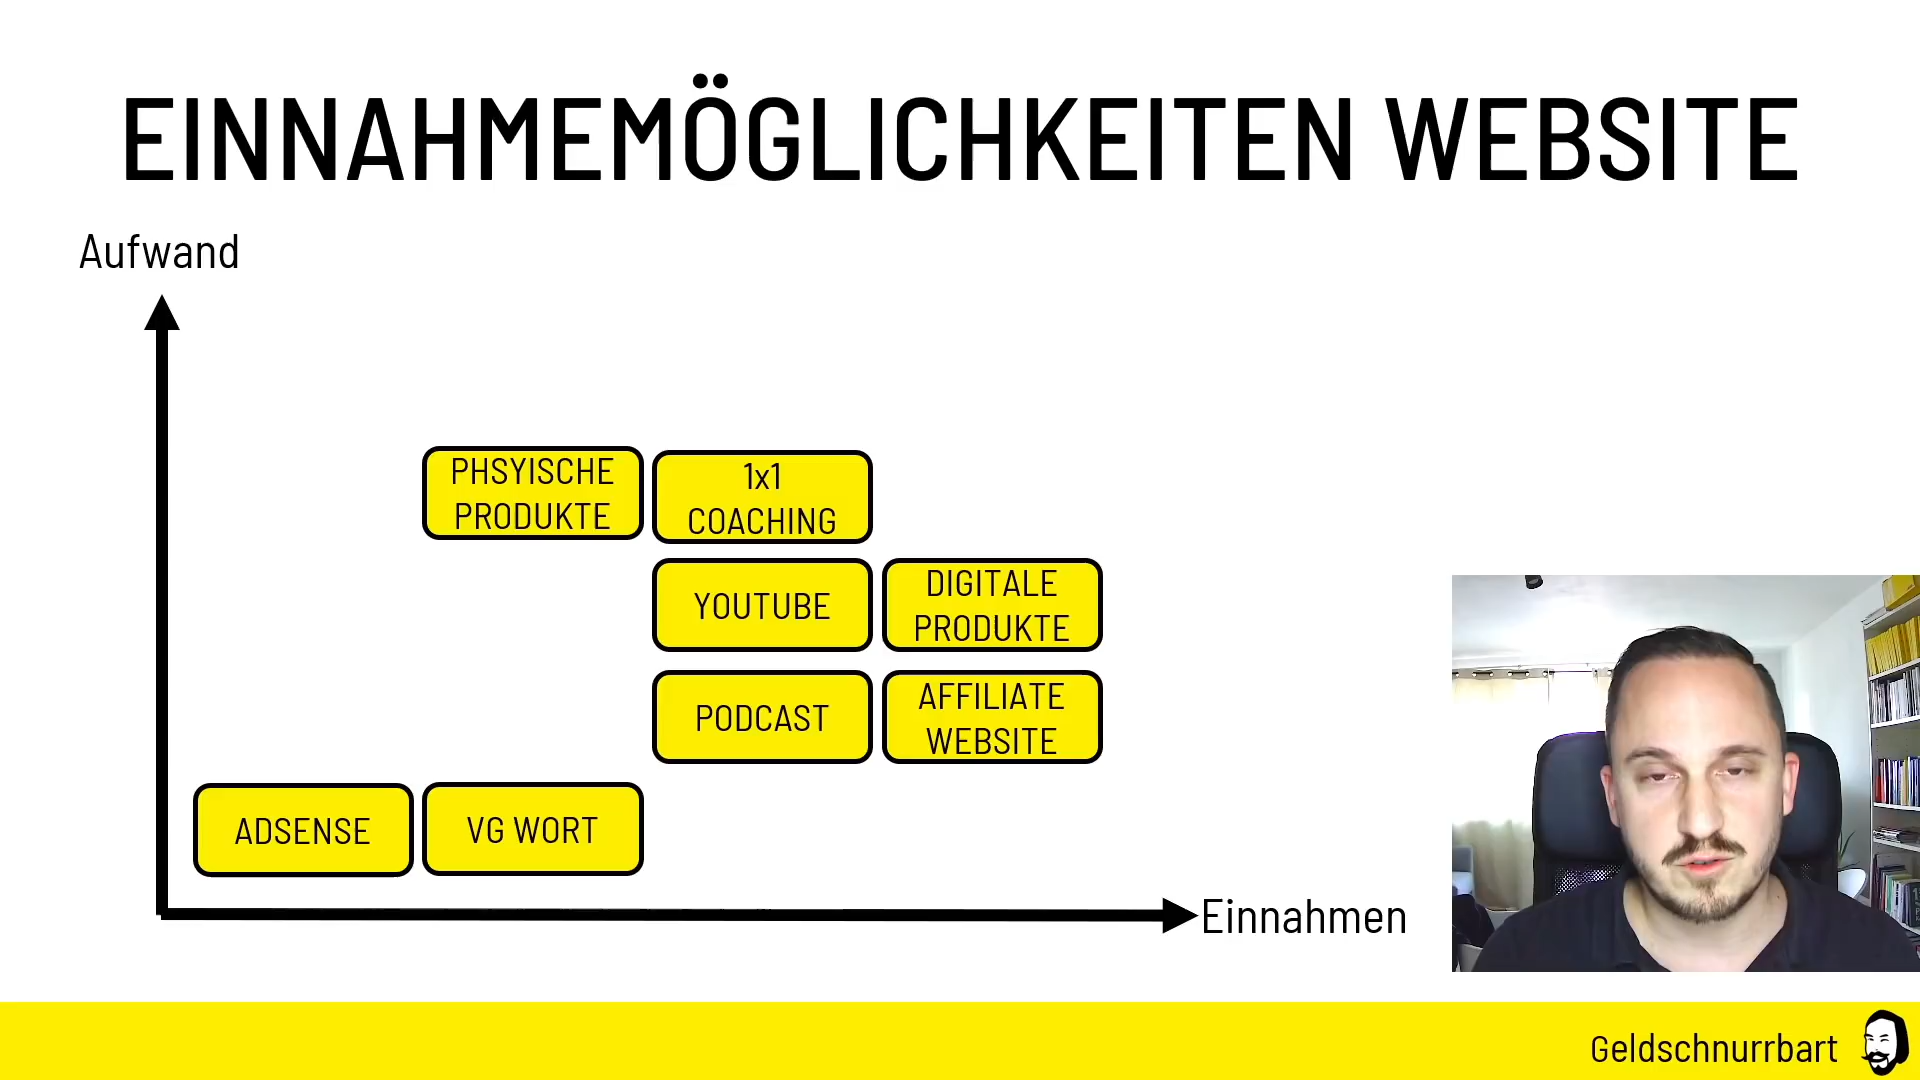 EINNAHMEMÖGLICHKEITEN WEBSITE
Aufwand
PHSYISCHE
PRODUKTE
1x1
COACHING
YOUTUBE
DIGITALE
PRODUKTE
PODCAST
AFFILIATE
WEBSITE
ADSENSE
VG WORT
Einnahmen
Geldschnurrbart